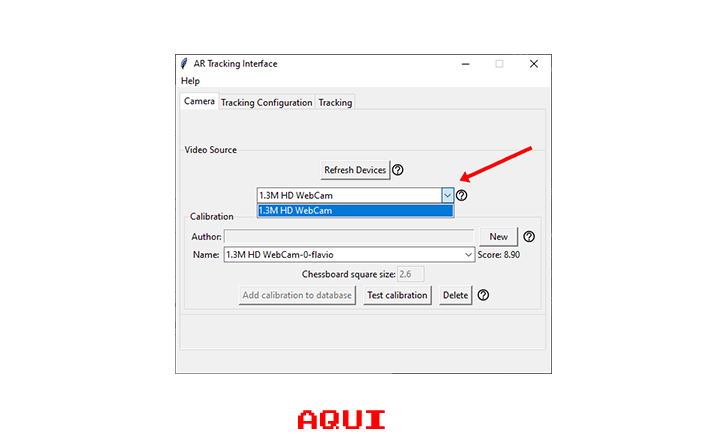 AR Tracking Interface
Help
Camera Tracking Configuration Tracking
Video Source
Refresh Devices
1.3M HD WebCam
1.3M HD WebCam
Calibration
Author: New
Name: 1.3M HD WebCam-0-flavio Score: 8.90
Chessboard square size: 2.6
Add calibration to database Test calibration Delete
AQUI